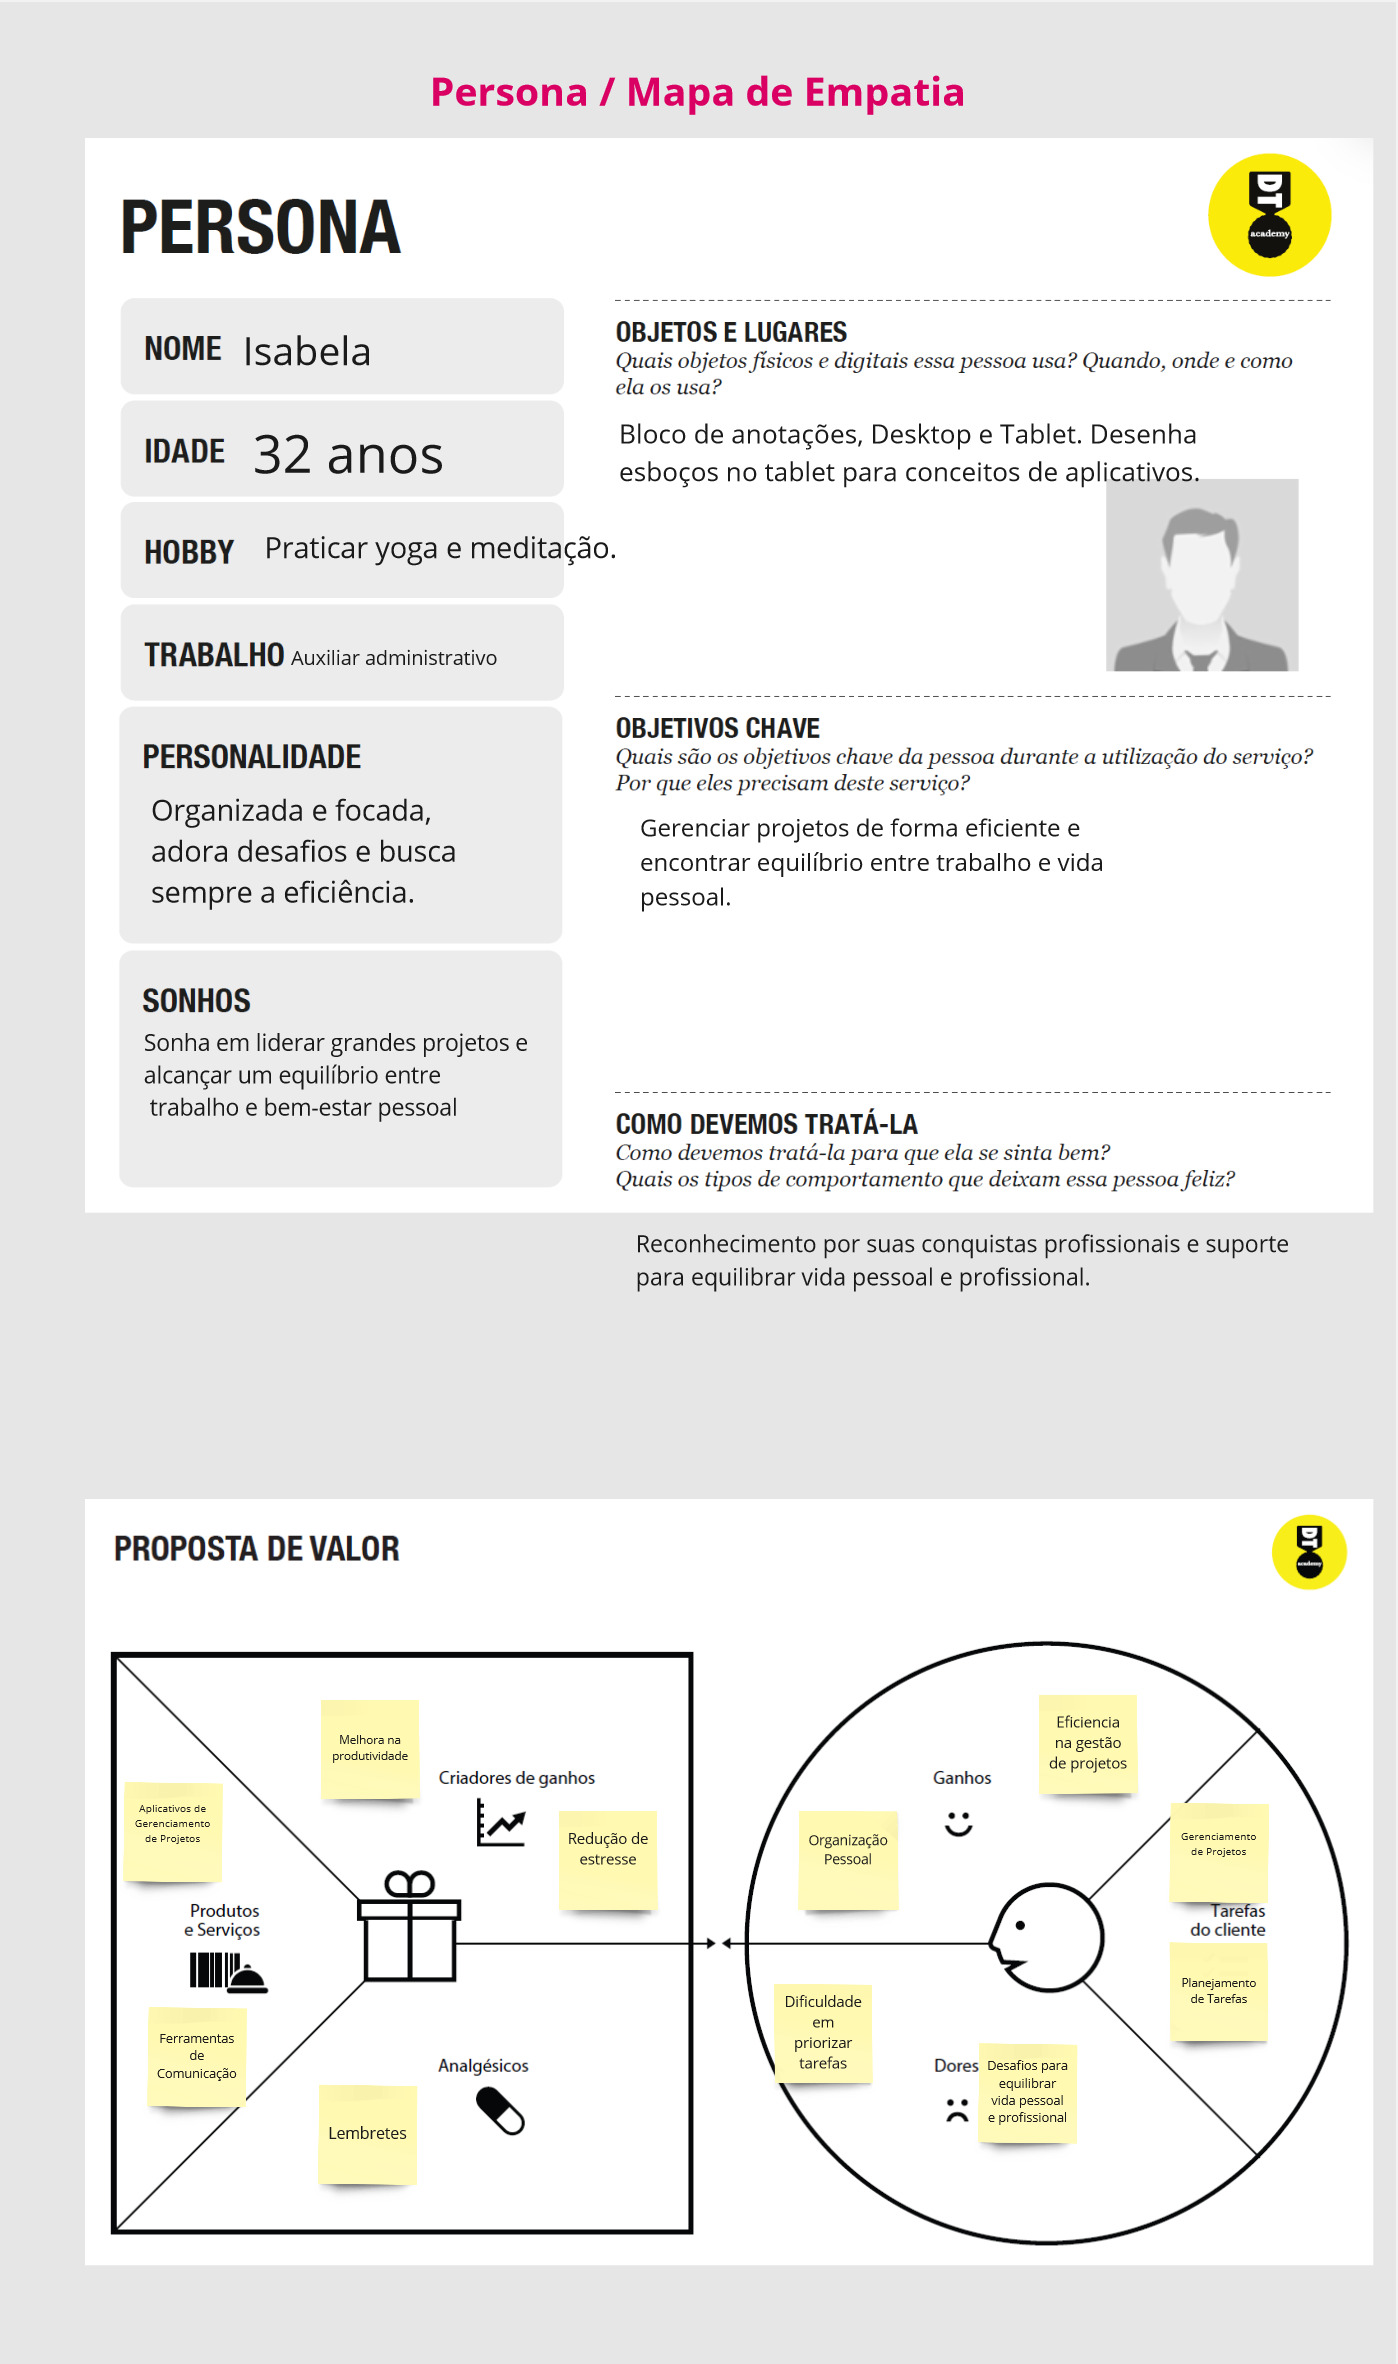 Persona / Mapa de Empatia
PERSONA
DT
academy
NOME Isabela
IDADE 32 anos
HOBBY Praticar yoga e meditação.
TRABALHO Auxiliar administrativo
PERSONALIDADE
Organizada e focada,
adora desafios e busca
sempre a eficiência.
SONHOS
Sonha em liderar grandes projetos e
alcançar um equilíbrio entre
trabalho e bem-estar pessoal
OBJETOS E LUGARES
Quais objetos físicos e digitais essa pessoa usa? Quando, onde e como
ela os usa?
Bloco de anotações, Desktop e Tablet. Desenha
esboços no tablet para conceitos de aplicativos.
OBJETIVOS CHAVE
Quais são os objetivos chave da pessoa durante a utilização do serviço?
Por que eles precisam deste serviço?
Gerenciar projetos de forma eficiente e
encontrar equilíbrio entre trabalho e vida
pessoal.
COMO DEVEMOS TRATÁ-LA
Como devemos tratá-la para que ela se sinta bem?
Quais os tipos de comportamento que deixam essa pessoa feliz?
Reconhecimento por suas conquistas profissionais e suporte
para equilibrar vida pessoal e profissional.
PROPOSTA DE VALOR
DT
academy
Melhora na
produtividade
Criadores de ganhos
Redução de
estresse
Aplicativos de
Gerenciamento
de Projetos
Produtos
e Serviços
Ferramentas
de
Comunicação
Analgésicos
Lembretes
Eficiencia
na gestão
de projetos
Ganhos
Organização
Pessoal
Gerenciamento
de Projetos
Tarefas
do cliente
Planejamento
de Tarefas
Dificuldade
em
priorizar
tarefas
Dores
Desafios para
equilibrar
vida pessoal
e profissional